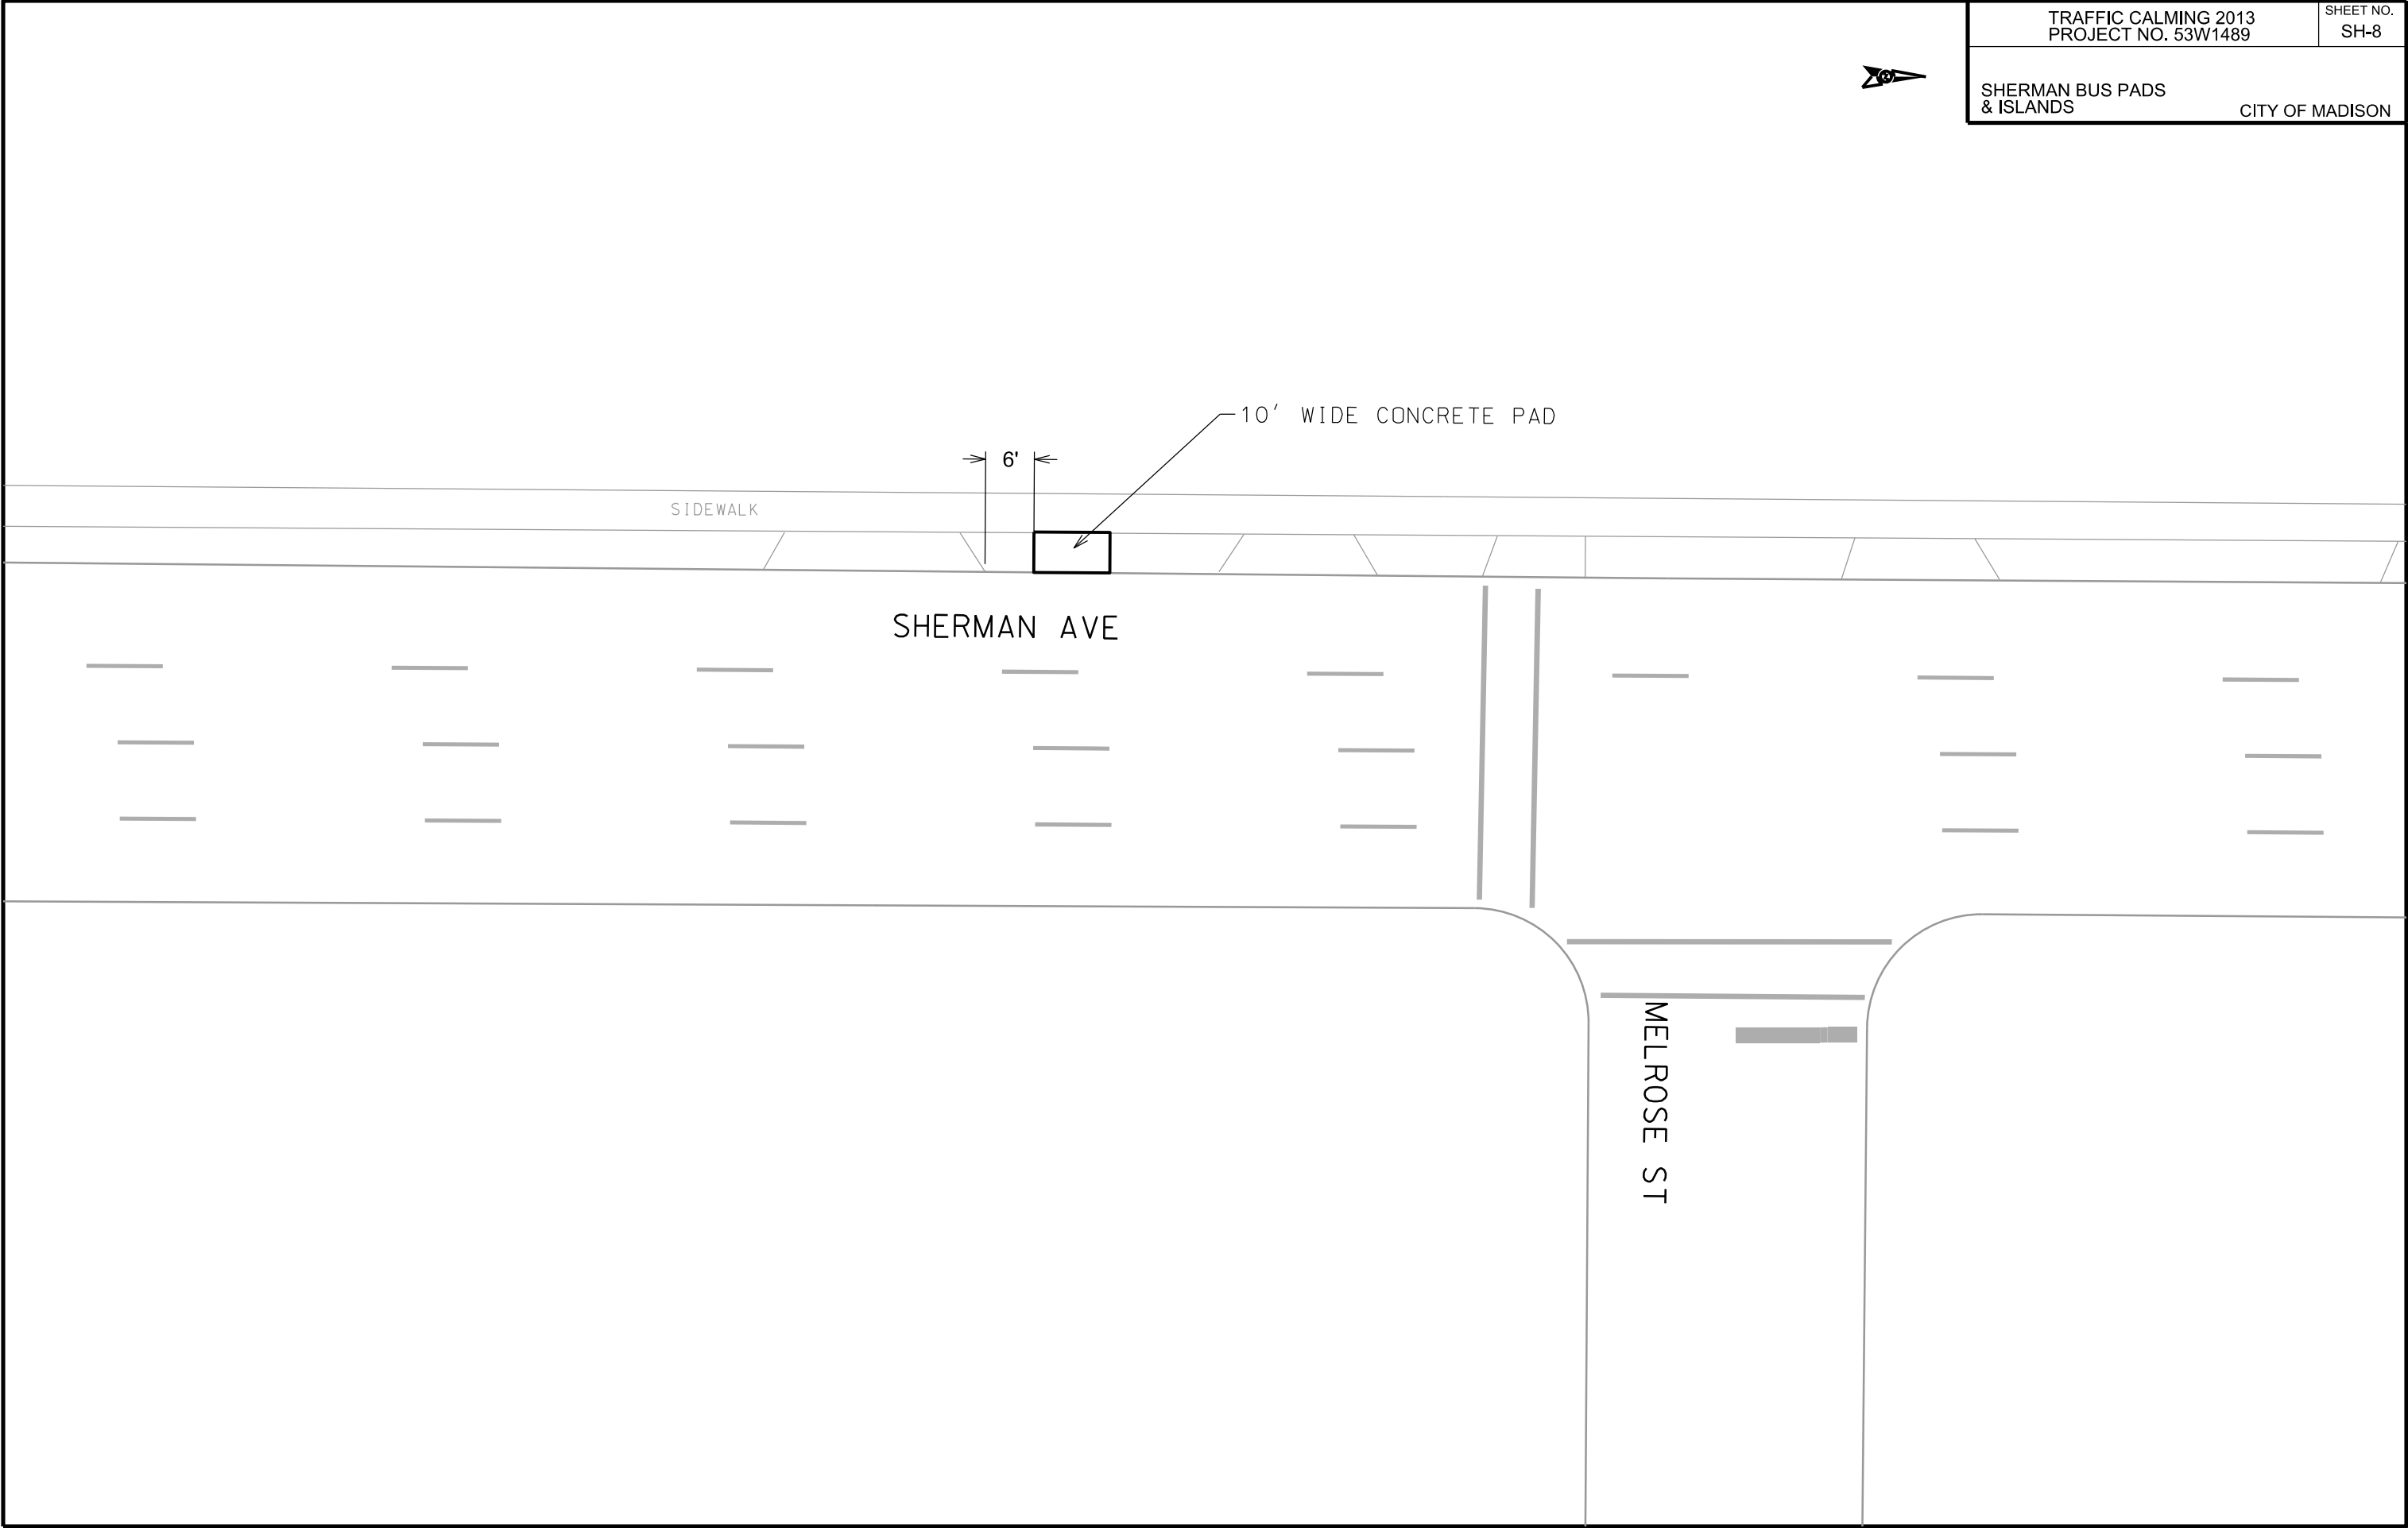 TRAFFIC CALMING 2013
PROJECT NO. 53W1489
SHEET NO.
SH-8
SHERMAN BUS PADS
& ISLANDS
CITY OF MADISON
10' WIDE CONCRETE PAD
6'
SIDEWALK
SHERMAN AVE
MELROSE ST